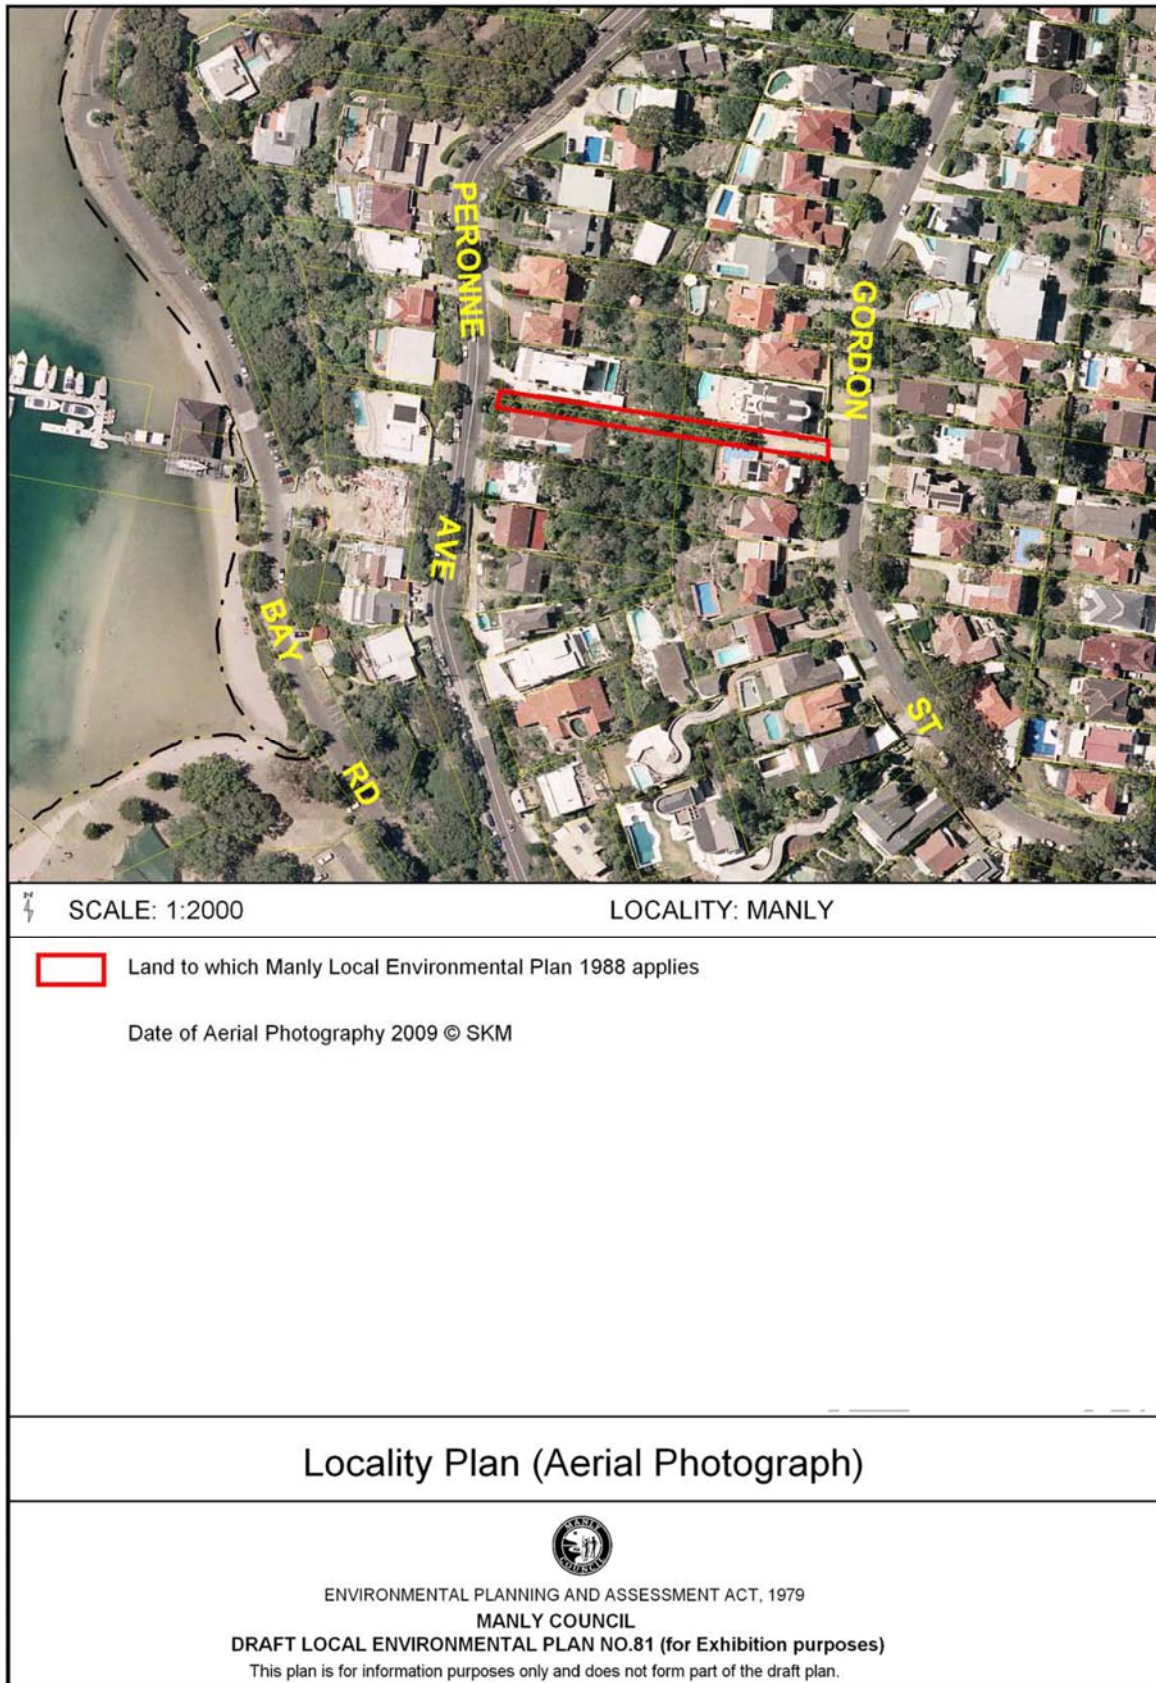 PERONNE
GORDON
AVE
BAY
ST
RD
N
SCALE: 1:2000
LOCALITY: MANLY
Land to which Manly Local Environmental Plan 1988 applies
Date of Aerial Photography 2009 © SKM
Locality Plan (Aerial Photograph)
MANLY
COUNCIL
ENVIRONMENTAL PLANNING AND ASSESSMENT ACT, 1979
MANLY COUNCIL
DRAFT LOCAL ENVIRONMENTAL PLAN NO.81 (for Exhibition purposes)
This plan is for information purposes only and does not form part of the draft plan.